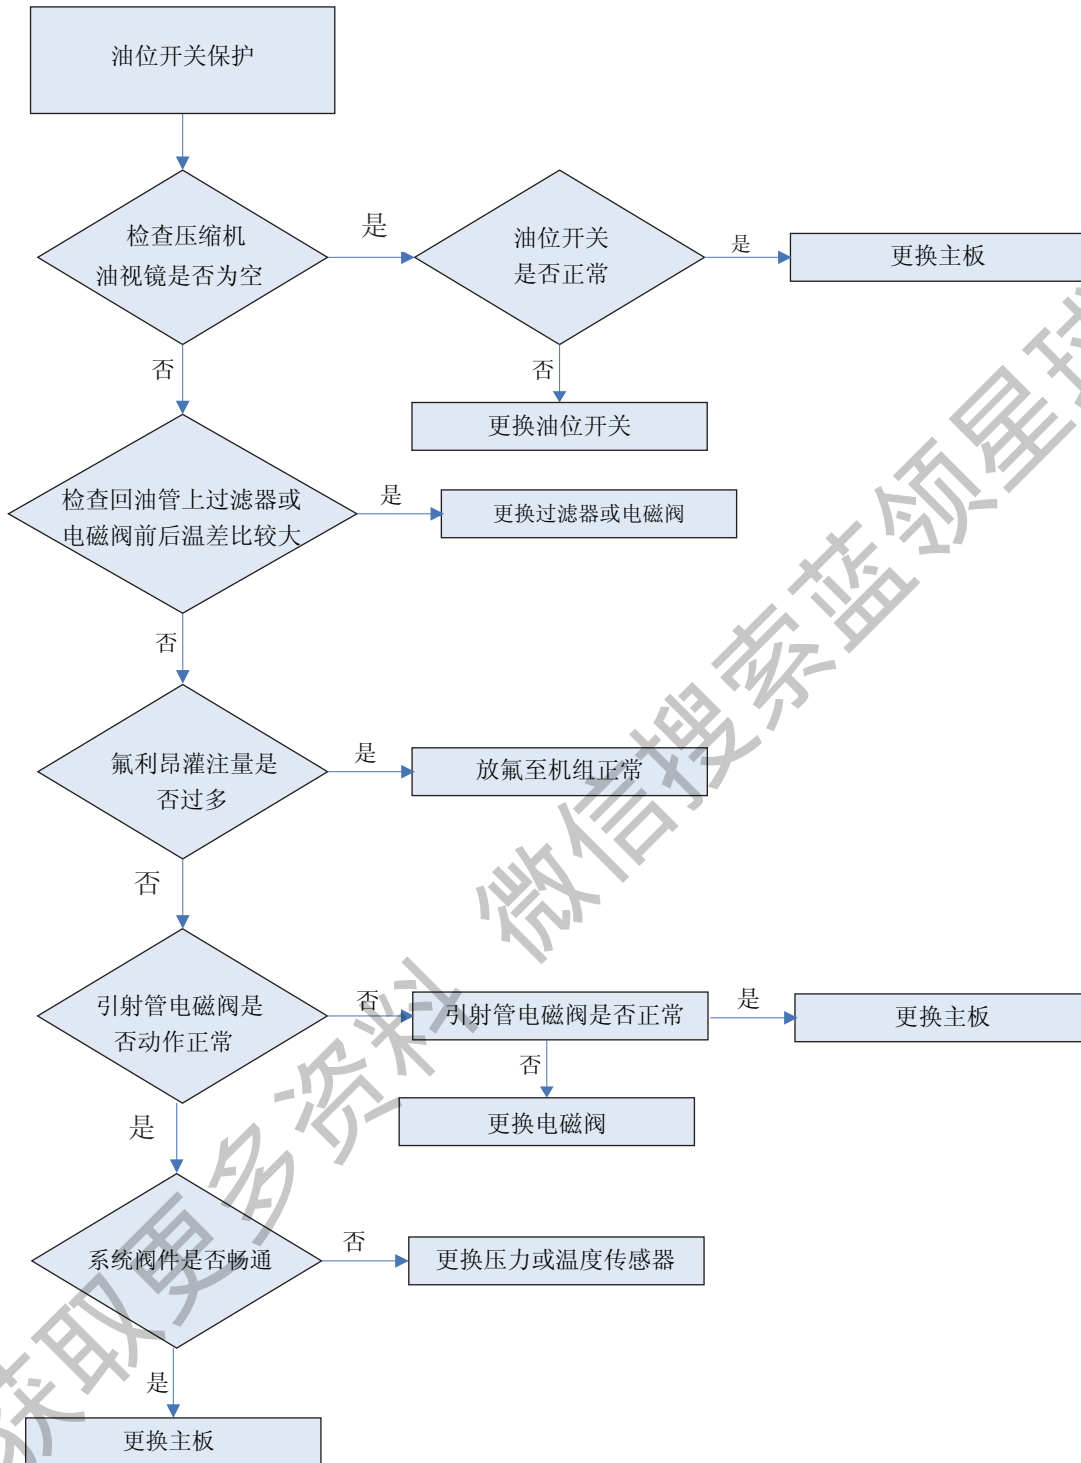 油位开关保护
检查压缩机
油视镜是否为空
是
油位开关
是否正常
是
更换主板
否
否
更换油位开关
检查回油管上过滤器或
电磁阀前后温差比较大
是
更换过滤器或电磁阀
否
氟利昂灌注量是
否过多
是
放氟至机组正常
否
引射管电磁阀是
否动作正常
否
引射管电磁阀是否正常
是
更换主板
否
更换电磁阀
是
系统阀件是否畅通
否
更换压力或温度传感器
是
更换主板
获取更多资料 微信搜索蓝领星球